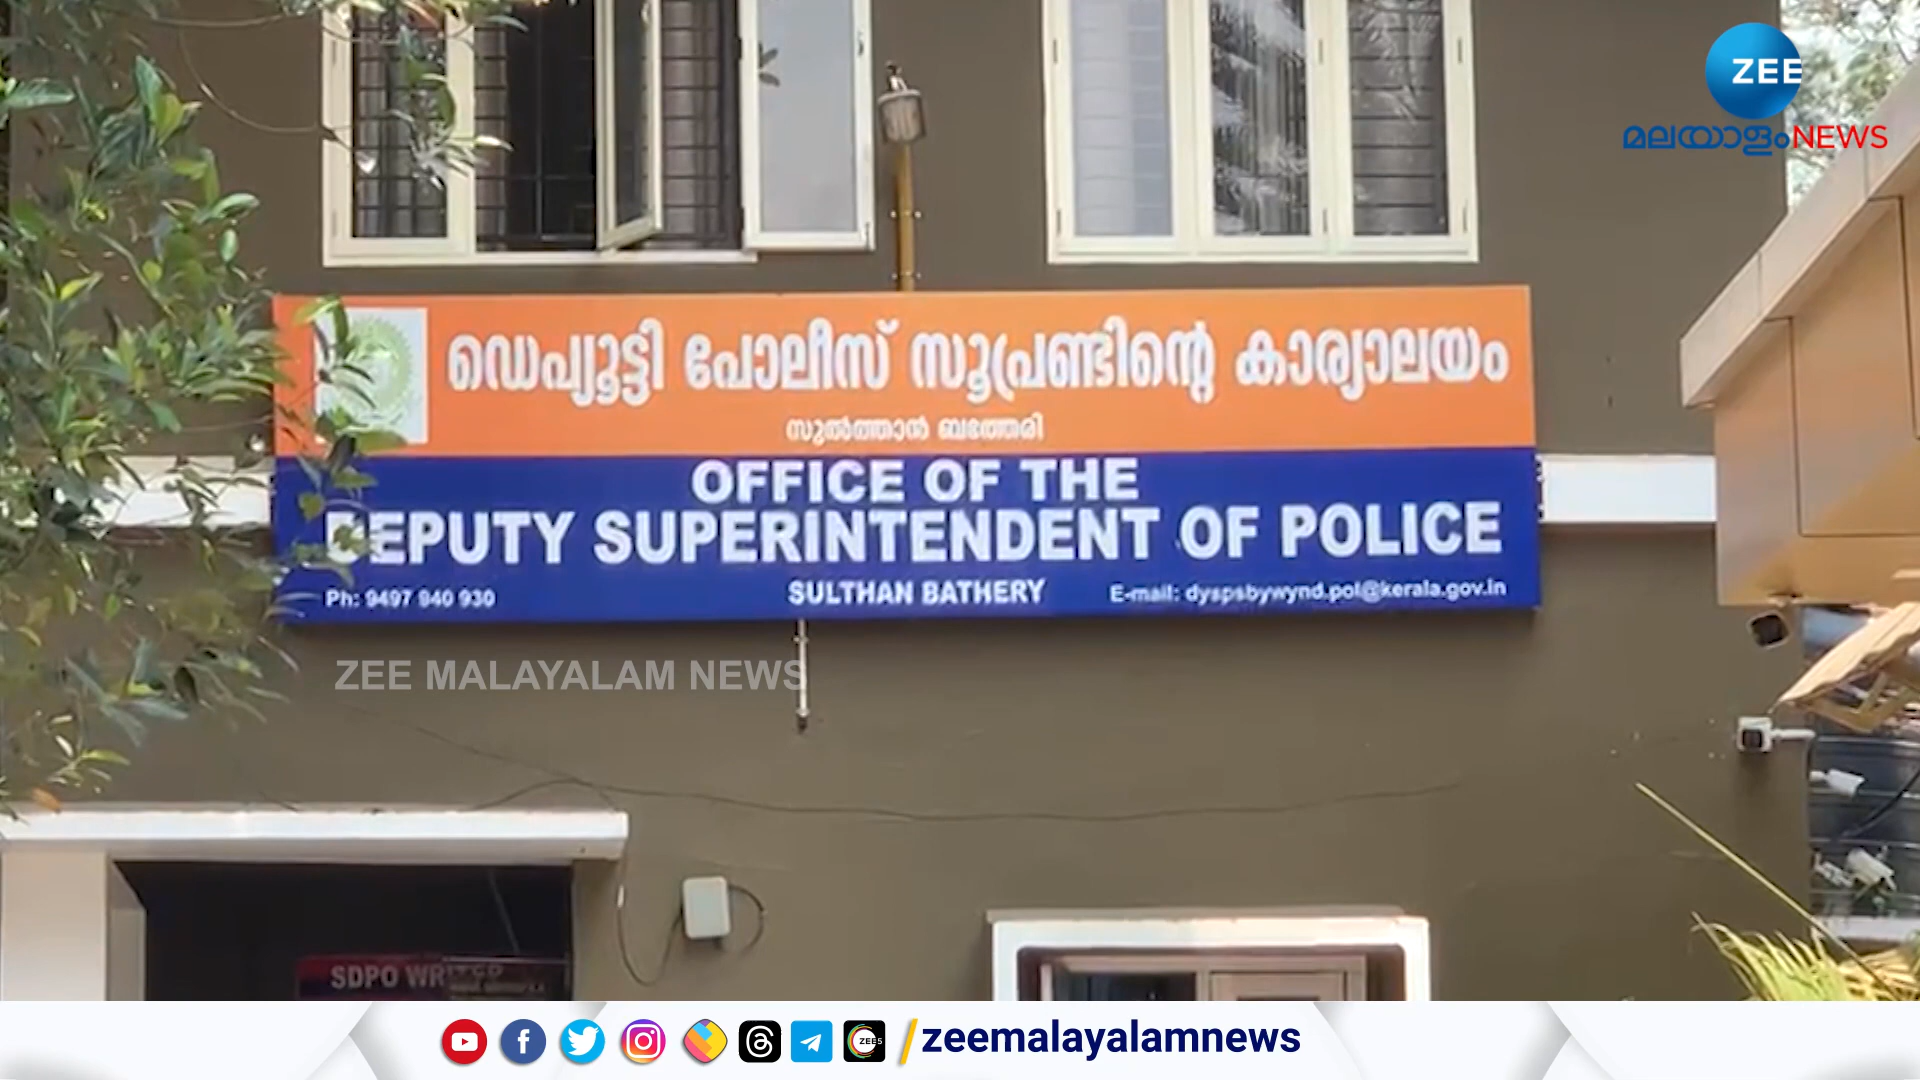 ZEE
മലയാളംNEWS
ഡെപ്യൂട്ടി പോലീസ് സൂപ്രണ്ടിന്റെ കാര്യാലയം
സുൽത്താൻ ബത്തേരി
OFFICE OF THE
DEPUTY SUPERINTENDENT OF POLICE
Ph: 9497 940 930 SULTHAN BATHERY E-mail: dyspsbywynd.pol@kerala.gov.in
ZEE MALAYALAM NEWS
SDPO
ZEE5
zeemalayalamnews